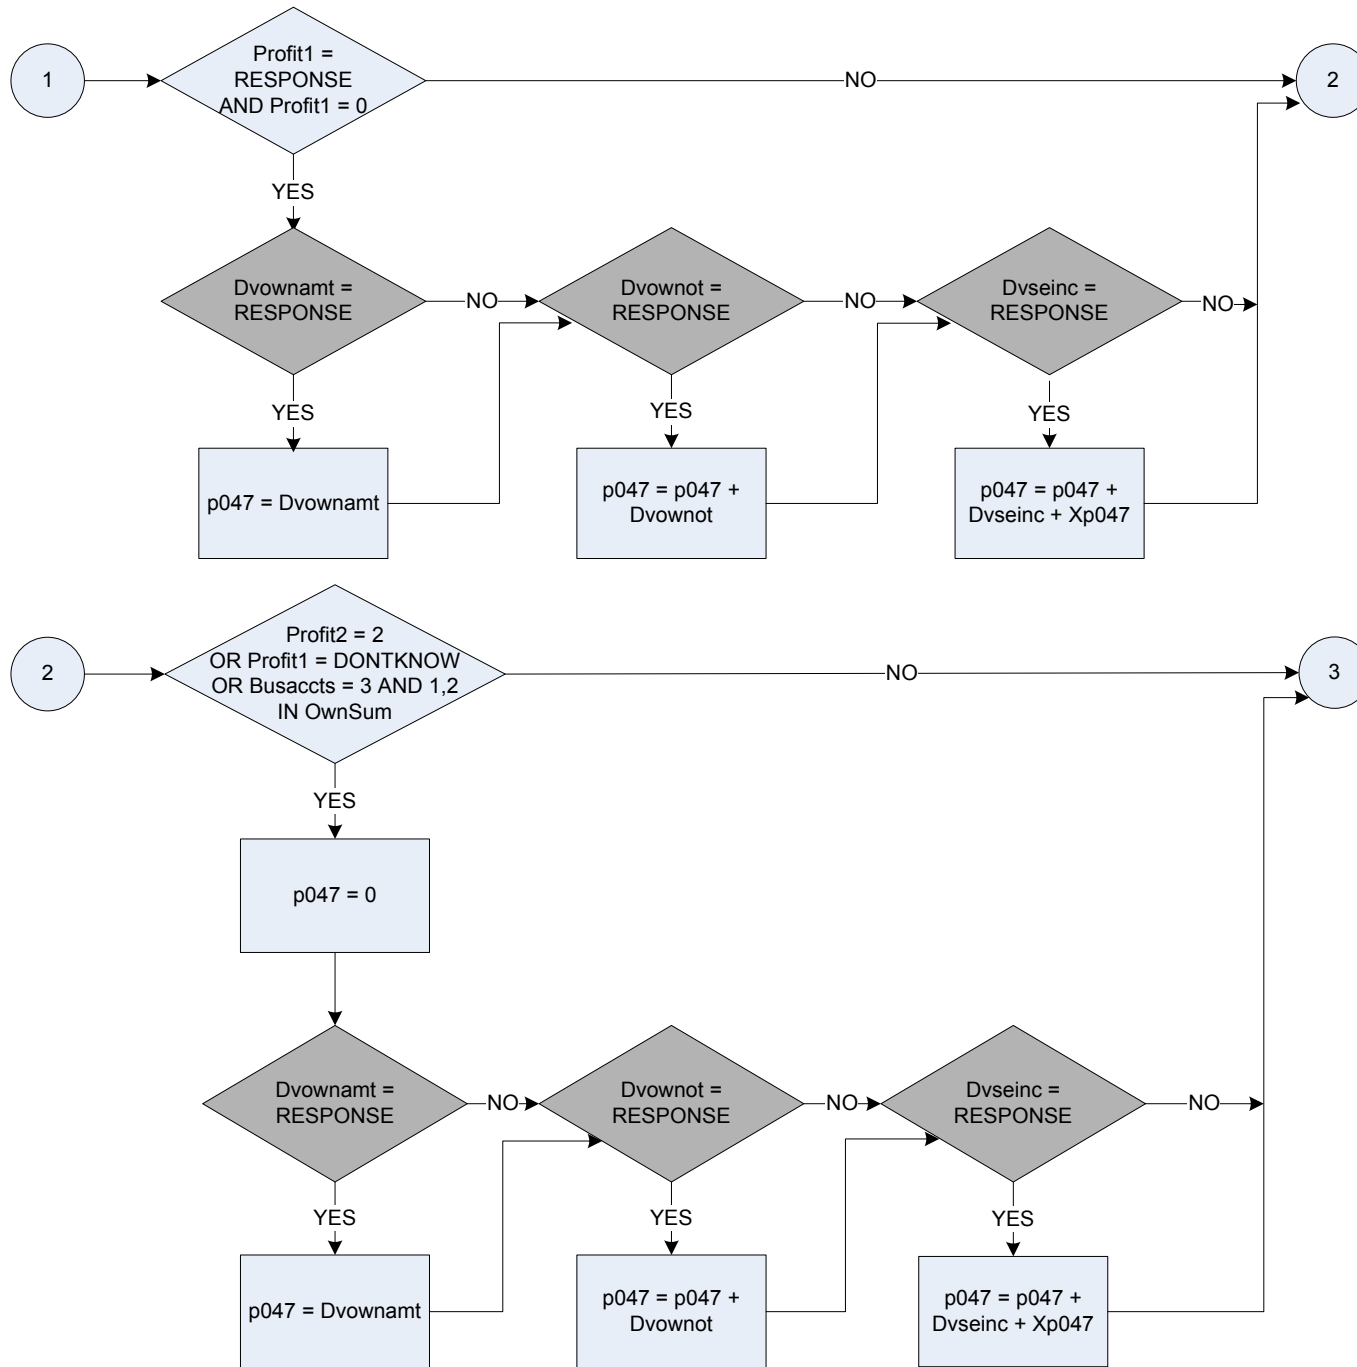 1
Profit1 =
RESPONSE
AND Profit1 = 0
NO
2
YES
Dvownamt =
RESPONSE
NO
Dvownot =
RESPONSE
NO
Dvseinc =
RESPONSE
NO
YES
YES
YES
p047 = Dvownamt
p047 = p047 +
Dvownot
p047 = p047 +
Dvseinc + Xp047
2
Profit2 = 2
OR Profit1 = DONTKNOW
OR Busaccts = 3 AND 1,2
IN OwnSum
NO
3
YES
p047 = 0
Dvownamt =
RESPONSE
NO
Dvownot =
RESPONSE
NO
Dvseinc =
RESPONSE
NO
YES
YES
YES
p047 = Dvownamt
p047 = p047 +
Dvownot
p047 = p047 +
Dvseinc + Xp047